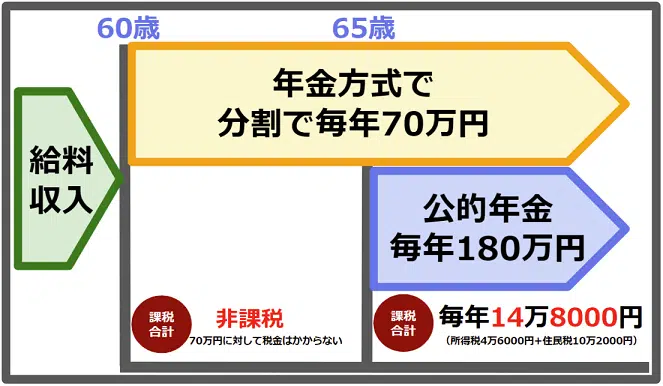 60歳
65歳
年金方式で
分割で毎年70万円
給料
収入
公的年金
毎年180万円
課税
合計
非課税
70万円に対して税金はかからない
課税
合計
毎年14万8000円
（所得税4万6000円+住民税10万2000円）